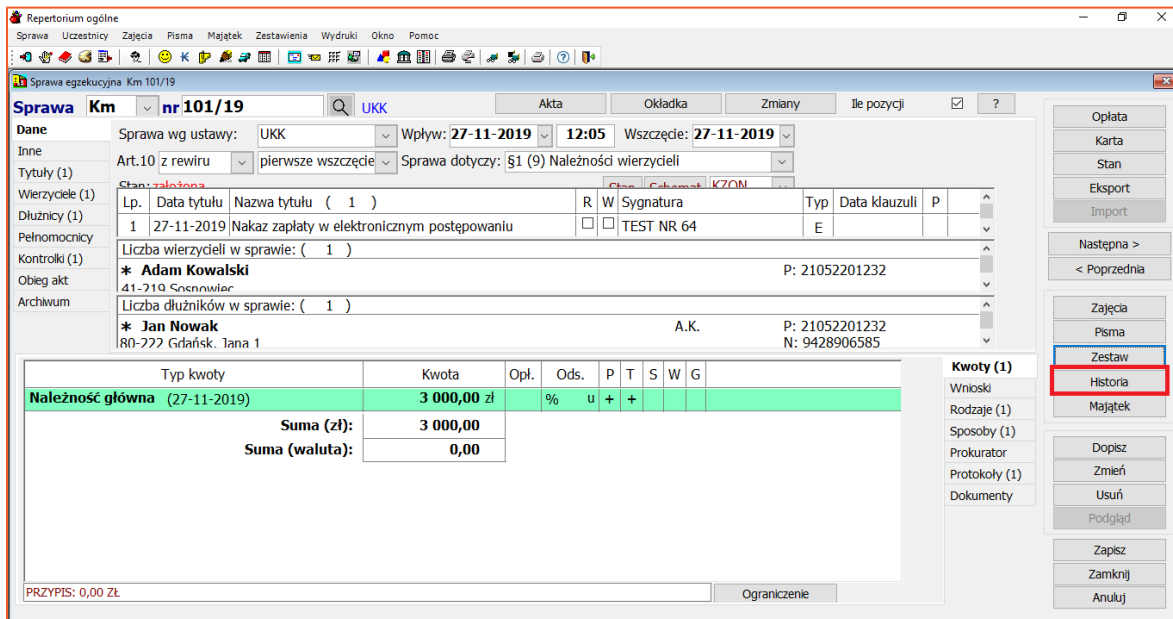 Repertorium ogólne
Sprawa Uczestnicy Zajęcia Pisma Majątek Zestawienia Wydruki Okno Pomoc
Sprawa egzekucyjna Km 101/19
Sprawa Km nr 101/19 UKK Akta Okładka Zmiany Ile pozycji ?
Dane
Inne
Tytuły (1)
Wierzyciele (1)
Dłużnicy (1)
Pełnomocnicy
Kontrolki (1)
Obieg akt
Archiwum
Sprawa wg ustawy: UKK Wpływ: 27-11-2019 12:05 Wszczęcie: 27-11-2019
Art.10 z rewiru pierwsze wszczęcie Sprawa dotyczy: §1 (9) Należności wierzycieli
Stan: założona Stan Schemat KZON
Lp. Data tytułu Nazwa tytułu ( 1 ) R W Sygnatura Typ Data klauzuli P
1 27-11-2019 Nakaz zapłaty w elektronicznym postępowaniu TEST NR 64 E
Liczba wierzycieli w sprawie: ( 1 )
* Adam Kowalski P: 21052201232
41-219 Sosnowiec
Liczba dłużników w sprawie: ( 1 )
* Jan Nowak A.K. P: 21052201232
80-222 Gdańsk, Jana 1 N: 9428906585
Typ kwoty Kwota Opł. Ods. P T S W G
Należność główna (27-11-2019) 3 000,00 zł % u + +
Suma (zł): 3 000,00
Suma (waluta): 0,00
PRZYPIS: 0,00 ZŁ Ograniczenie
Kwoty (1)
Wnioski
Rodzaje (1)
Sposoby (1)
Prokurator
Protokoły (1)
Dokumenty
Opłata
Karta
Stan
Eksport
Import
Następna >
< Poprzednia
Zajęcia
Pisma
Zestaw
Historia
Majątek
Dopisz
Zmień
Usuń
Podgląd
Zapisz
Zamknij
Anuluj